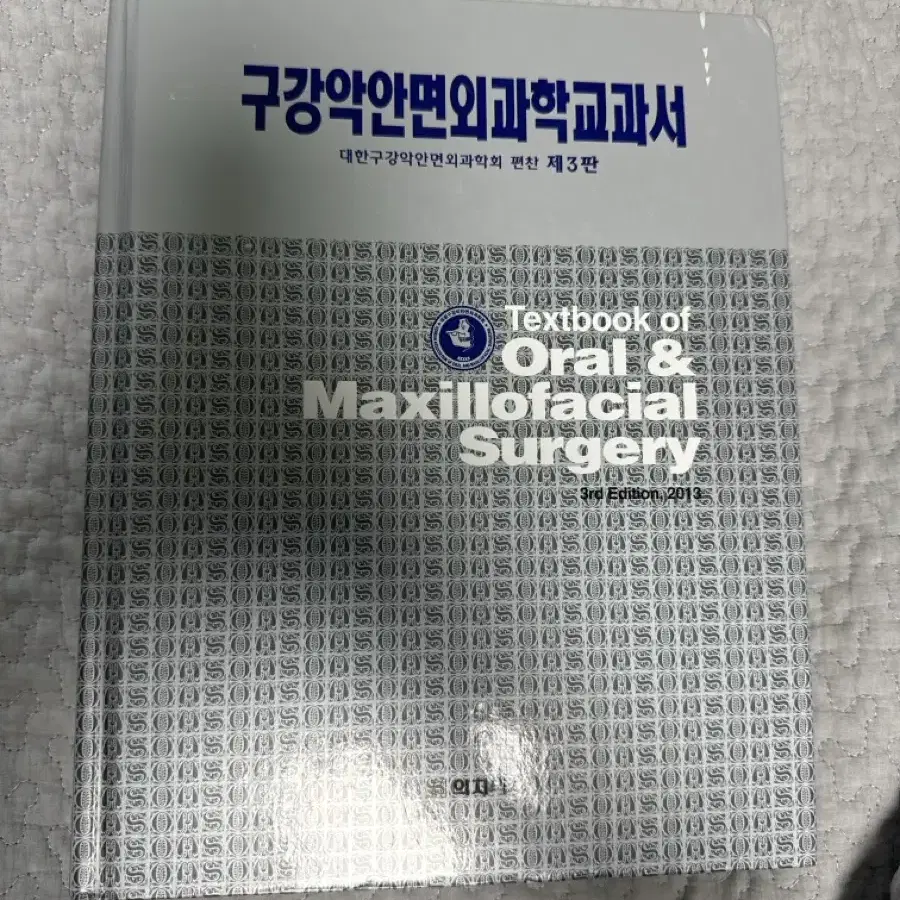 구강악안면외과학교과서
대한구강악안면외과학회 편찬 제3판
Textbook of
Oral &
Maxillofacial
Surgery
3rd Edition, 2013